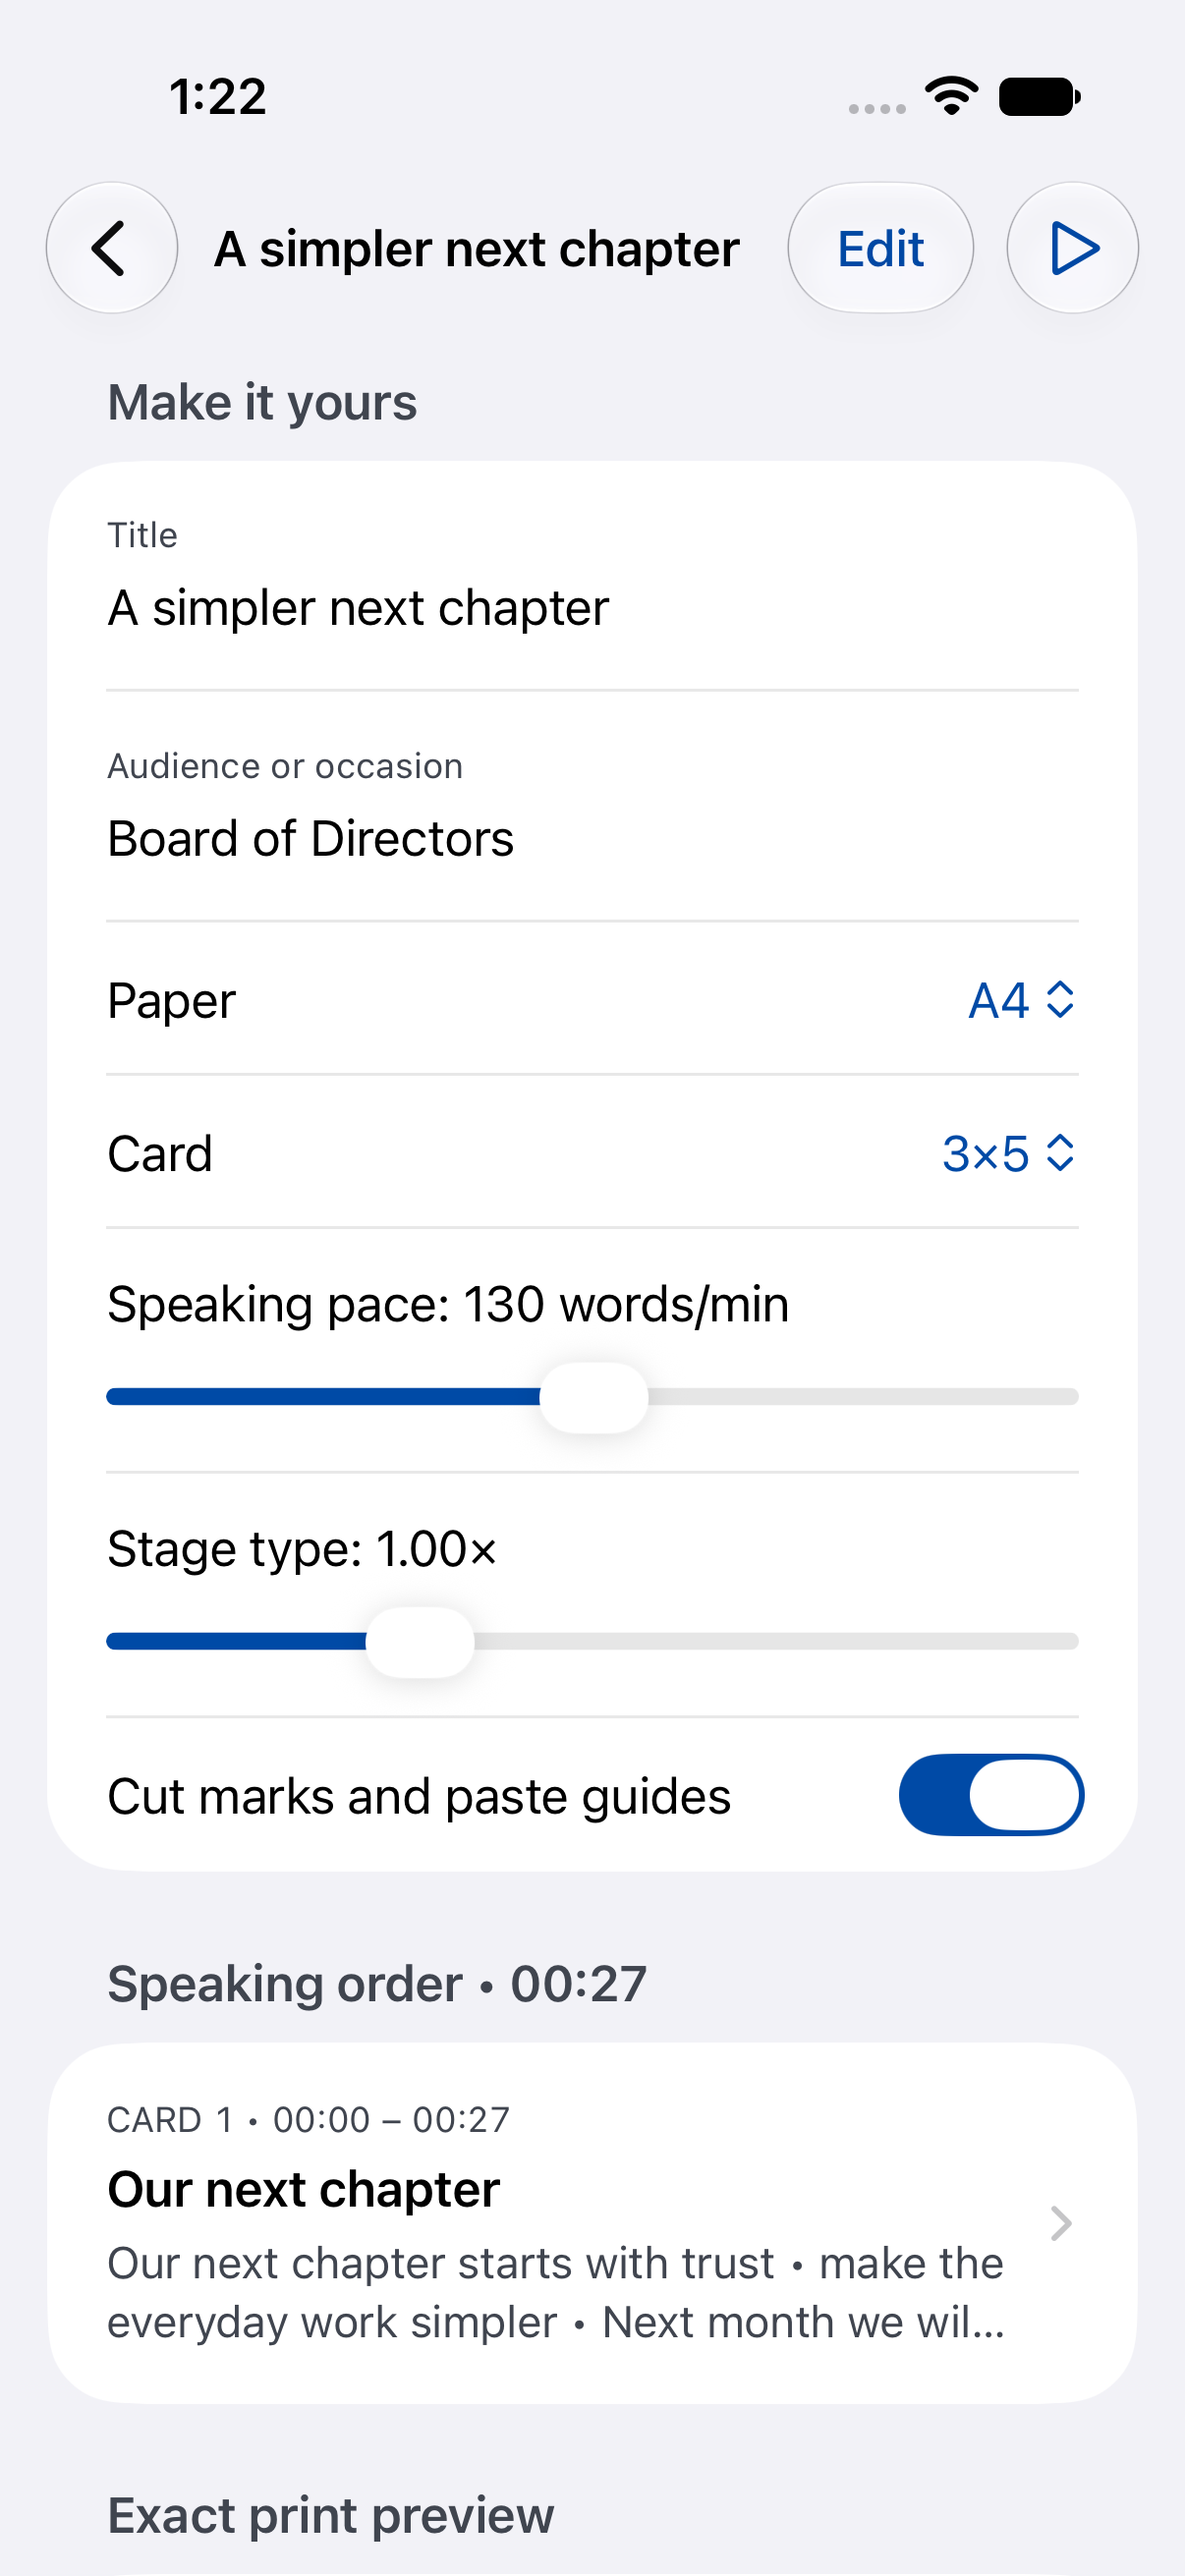 1:22
A simpler next chapter
Edit
Make it yours
Title
A simpler next chapter
Audience or occasion
Board of Directors
Paper
A4
Card
3×5
Speaking pace: 130 words/min
Stage type: 1.00×
Cut marks and paste guides
Speaking order • 00:27
CARD 1 • 00:00 – 00:27
Our next chapter
Our next chapter starts with trust • make the
everyday work simpler • Next month we wil...
Exact print preview